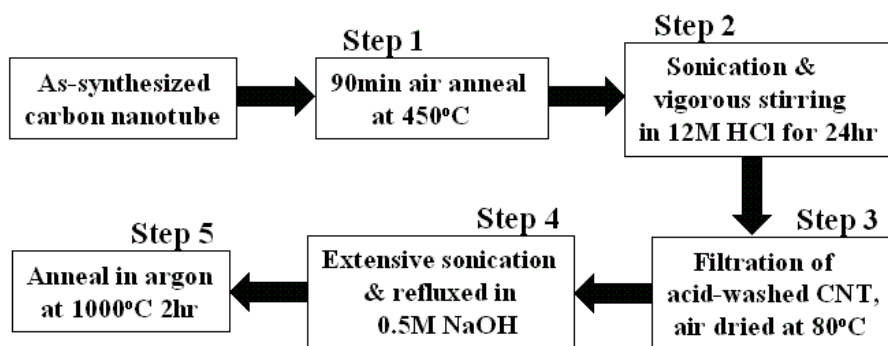 Step 1
Step 2
As-synthesized
carbon nanotube
90min air anneal
at 450°C
Sonication &
vigorous stirring
in 12M HCl for 24hr
Step 3
Filtration of
acid-washed CNT,
air dried at 80°C
Step 4
Extensive sonication
& refluxed in
0.5M NaOH
Step 5
Anneal in argon
at 1000°C 2hr